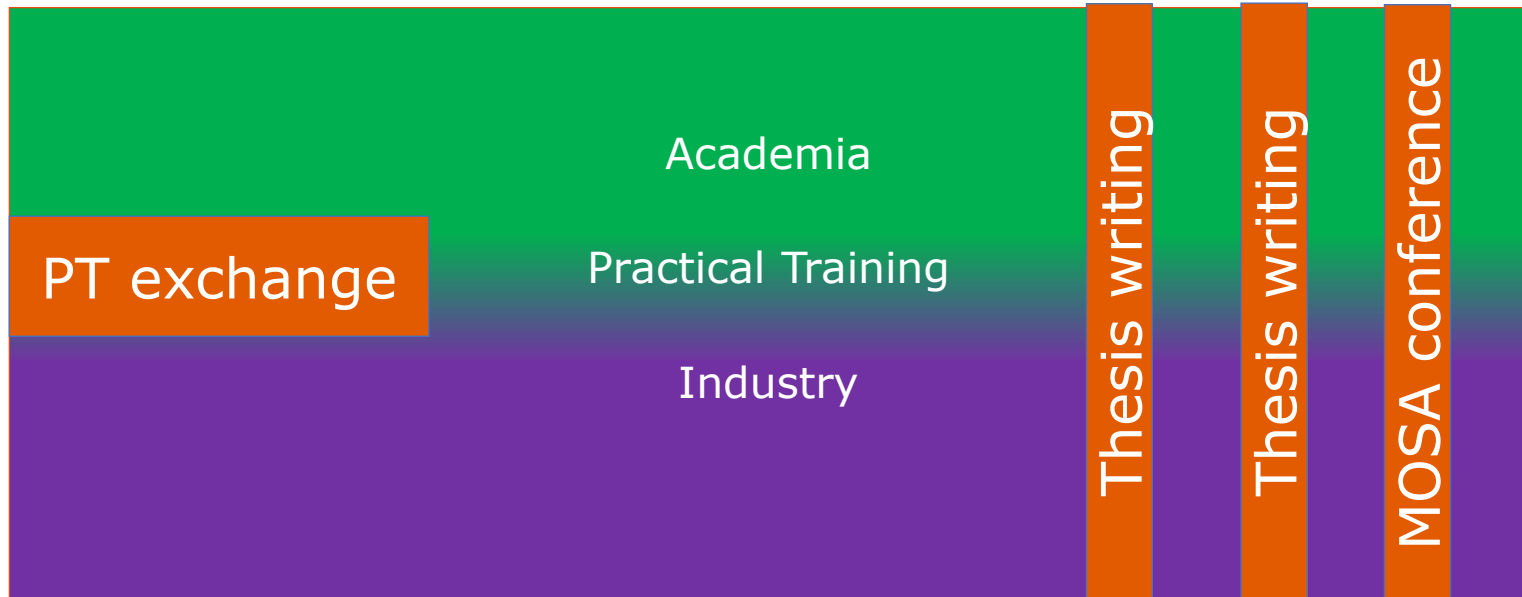 Academia
PT exchange
Practical Training
Industry
Thesis writing
Thesis writing
MOSA conference